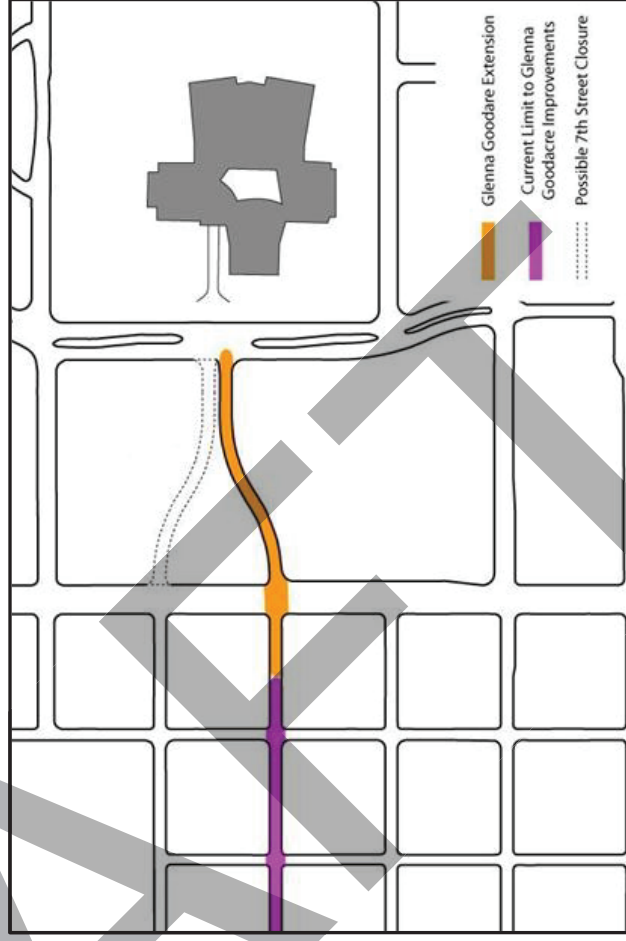 Glenna Goodare Extension
Current Limit to Glenna
Goodacre Improvements
Possible 7th Street Closure